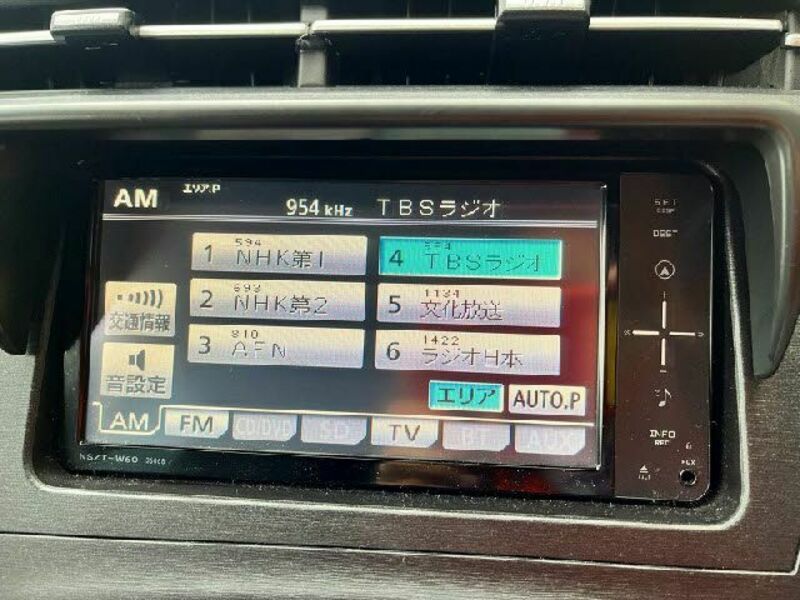 AM エリア.P
954 kHz TBSラジオ
1 594 NHK第1
4 954 TBSラジオ
2 693 NHK第2
5 1134 文化放送
3 810 AFN
6 1422 ラジオ日本
交通情報
音設定
エリア AUTO.P
AM FM CD/DVD SD TV BT AUX
NSZT-W60
DEST
INFO